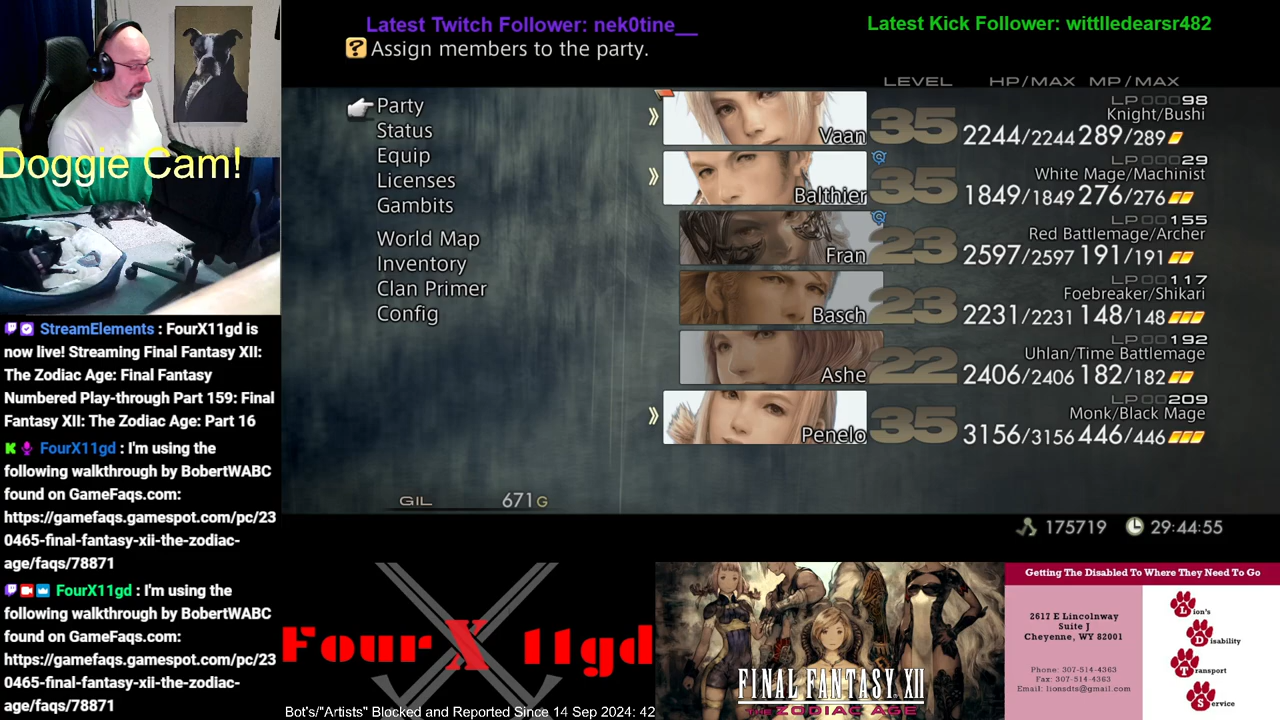 Latest Twitch Follower: nek0tine__
Latest Kick Follower: wittlledearsr482
Assign members to the party.
Doggie Cam!
Party
Status
Equip
Licenses
Gambits
World Map
Inventory
Clan Primer
Config
GIL 671G
LEVEL HP/MAX MP/MAX
LP 00098
Knight/Bushi
Vaan 35 2244/2244 289/289
LP 00029
White Mage/Machinist
Balthier 35 1849/1849 276/276
LP 00155
Red Battlemage/Archer
Fran 23 2597/2597 191/191
LP 00117
Foebreaker/Shikari
Basch 23 2231/2231 148/148
LP 00192
Uhlan/Time Battlemage
Ashe 22 2406/2406 182/182
LP 00209
Monk/Black Mage
Penelo 35 3156/3156 446/446
175719 29:44:55
StreamElements : FourX11gd is
now live! Streaming Final Fantasy XII:
The Zodiac Age: Final Fantasy
Numbered Play-through Part 159: Final
Fantasy XII: The Zodiac Age: Part 16
FourX11gd : I'm using the
following walkthrough by BobertWABC
found on GameFaqs.com:
https://gamefaqs.gamespot.com/pc/23
0465-final-fantasy-xii-the-zodiac-
age/faqs/78871
FourX11gd : I'm using the
following walkthrough by BobertWABC
found on GameFaqs.com:
https://gamefaqs.gamespot.com/pc/23
0465-final-fantasy-xii-the-zodiac-
age/faqs/78871
Four X 11gd
Bot's/"Artists" Blocked and Reported Since 14 Sep 2024: 42
FINAL FANTASY XII
THE ZODIAC AGE
Getting The Disabled To Where They Need To Go
2617 E Lincolnway
Suite J
Cheyenne, WY 82001
Phone: 307-514-4363
Fax: 307-514-4363
Email: lionsdts@gmail.com
Lion's
Disability
Transport
Service